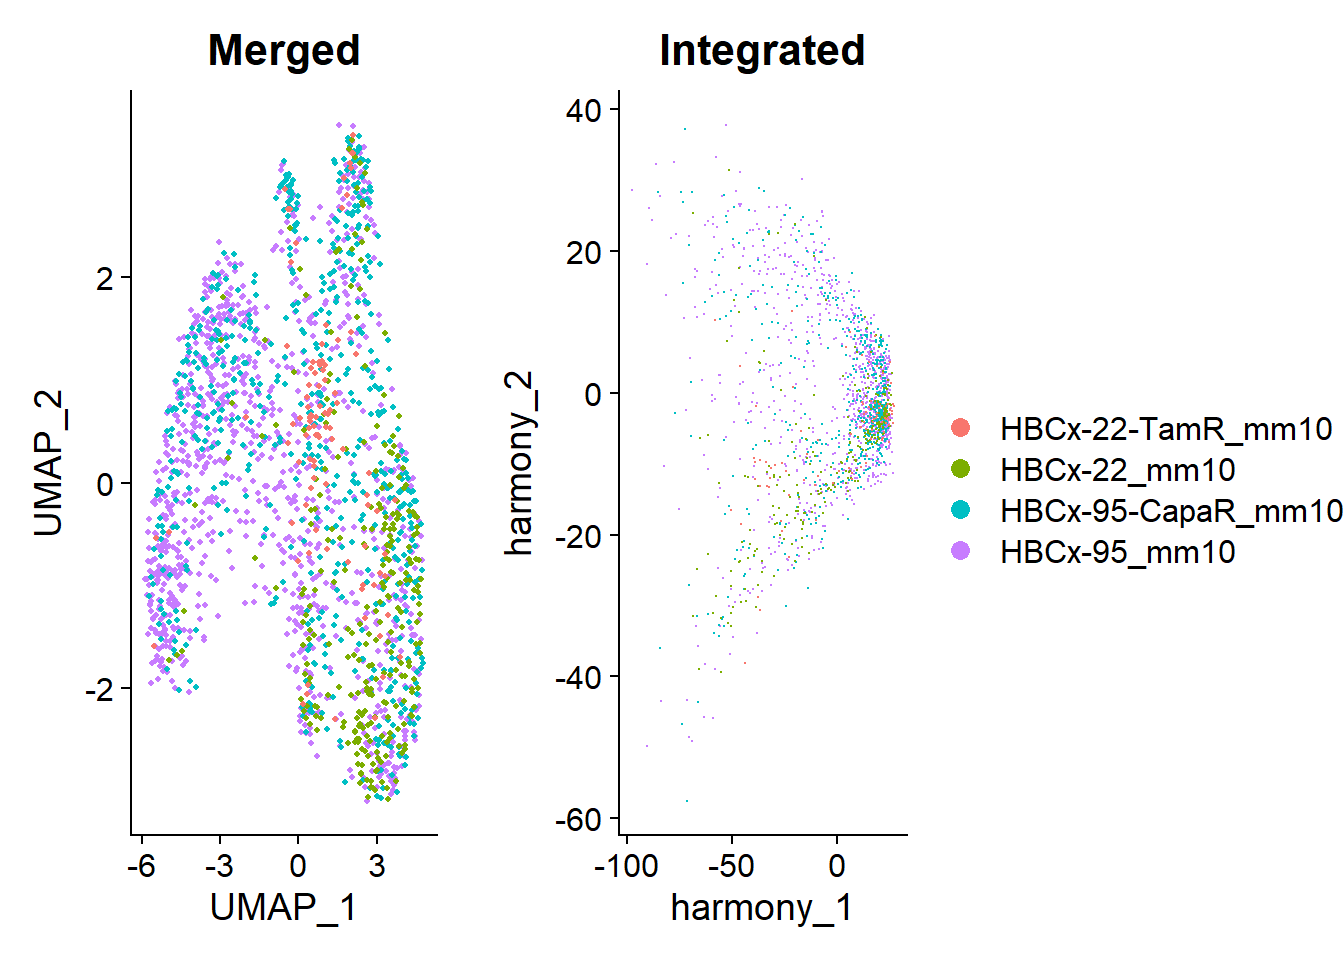 Merged
Integrated
UMAP_2
2
0
-2
-6
-3
0
3
UMAP_1
harmony_2
40
20
0
-20
-40
-60
-100
-50
0
harmony_1
HBCx-22-TamR_mm10
HBCx-22_mm10
HBCx-95-CapaR_mm10
HBCx-95_mm10